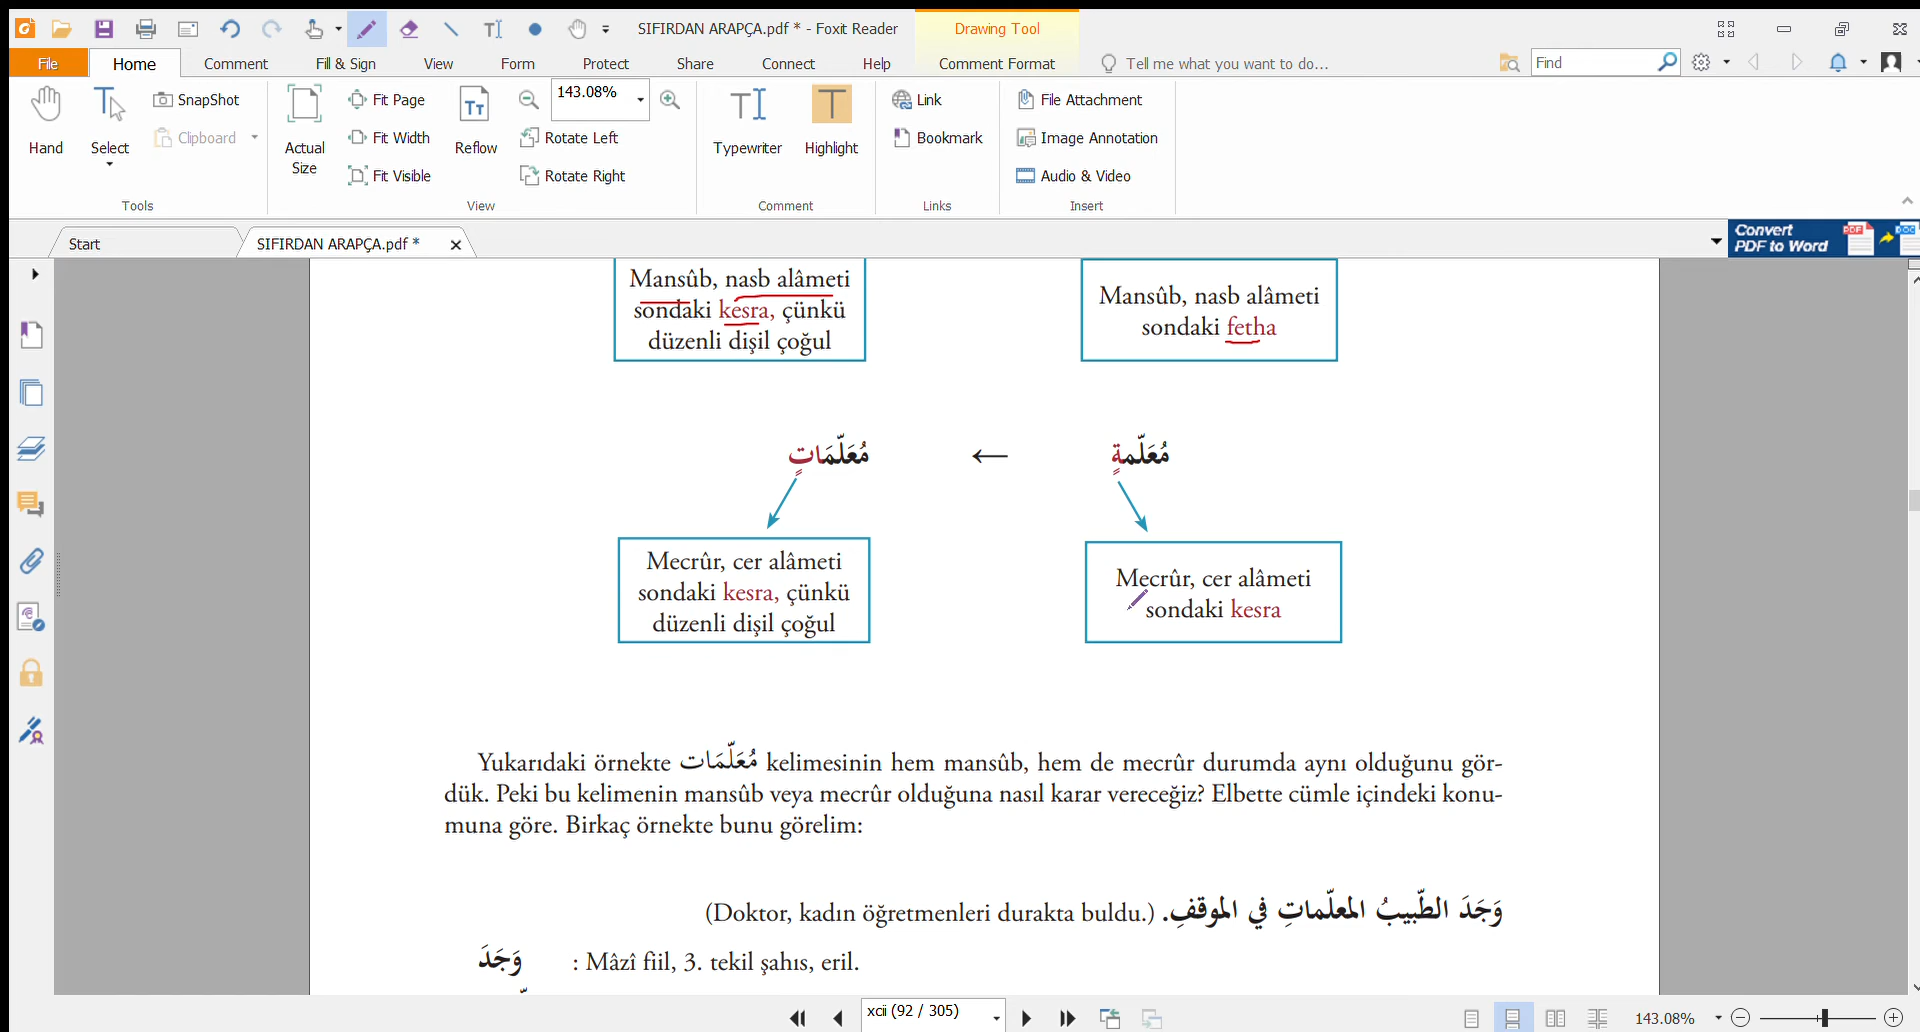 SIFIRDAN ARAPÇA.pdf * - Foxit Reader
Drawing Tool
File
Home
Comment
Fill & Sign
View
Form
Protect
Share
Connect
Help
Comment Format
Tell me what you want to do...
Find
Hand
Select
SnapShot
Clipboard
Tools
Actual
Size
Fit Page
Fit Width
Fit Visible
Reflow
143.08%
Rotate Left
Rotate Right
View
Typewriter
Highlight
Comment
Link
Bookmark
Links
File Attachment
Image Annotation
Audio & Video
Insert
Start
SIFIRDAN ARAPÇA.pdf *
Convert
PDF to Word
PDF
DOC
Mansûb, nasb alâmeti
sondaki kesra, çünkü
düzenli dişil çoğul
Mansûb, nasb alâmeti
sondaki fetha
مُعَلّمَاتٍ ← مُعَلّمةٍ
Mecrûr, cer alâmeti
sondaki kesra, çünkü
düzenli dişil çoğul
Mecrûr, cer alâmeti
sondaki kesra
Yukarıdaki örnekte مُعَلّمَات kelimesinin hem mansûb, hem de mecrûr durumda aynı olduğunu gör-
dük. Peki bu kelimenin mansûb veya mecrûr olduğuna nasıl karar vereceğiz? Elbette cümle içindeki konu-
muna göre. Birkaç örnekte bunu görelim:
(Doktor, kadın öğretmenleri durakta buldu.) وَجَدَ الطّبيبُ المعلّماتِ في الموقفِ.
وَجَدَ : Mâzî fiil, 3. tekil şahıs, eril.
xcii (92 / 305)
143.08%